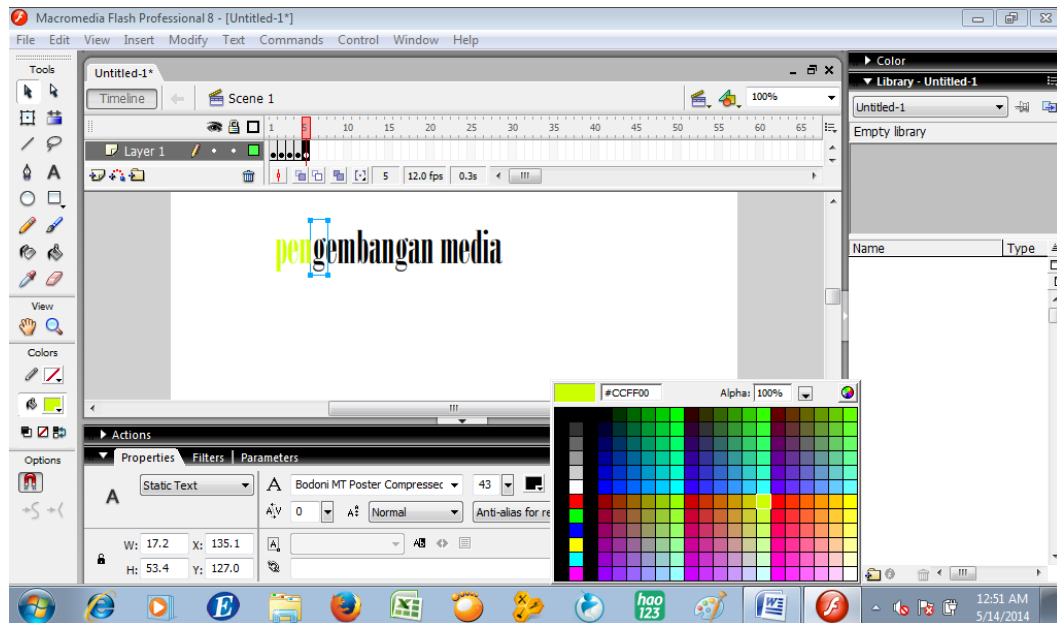 Macromedia Flash Professional 8 - [Untitled-1*]
File Edit View Insert Modify Text Commands Control Window Help
Tools
View
Colors
Options
Untitled-1*
Timeline Scene 1 100%
1 5 10 15 20 25 30 35 40 45 50 55 60 65
Layer 1
5 12.0 fps 0.3s
pengembangan media
#CCFF00 Alpha: 100%
Actions
Properties Filters Parameters
A Static Text A Bodoni MT Poster Compressec 43
A/V 0 Normal Anti-alias for re
W: 17.2 X: 135.1
H: 53.4 Y: 127.0
Color
Library - Untitled-1
Untitled-1
Empty library
Name Type
hao 123
12:51 AM
5/14/2014